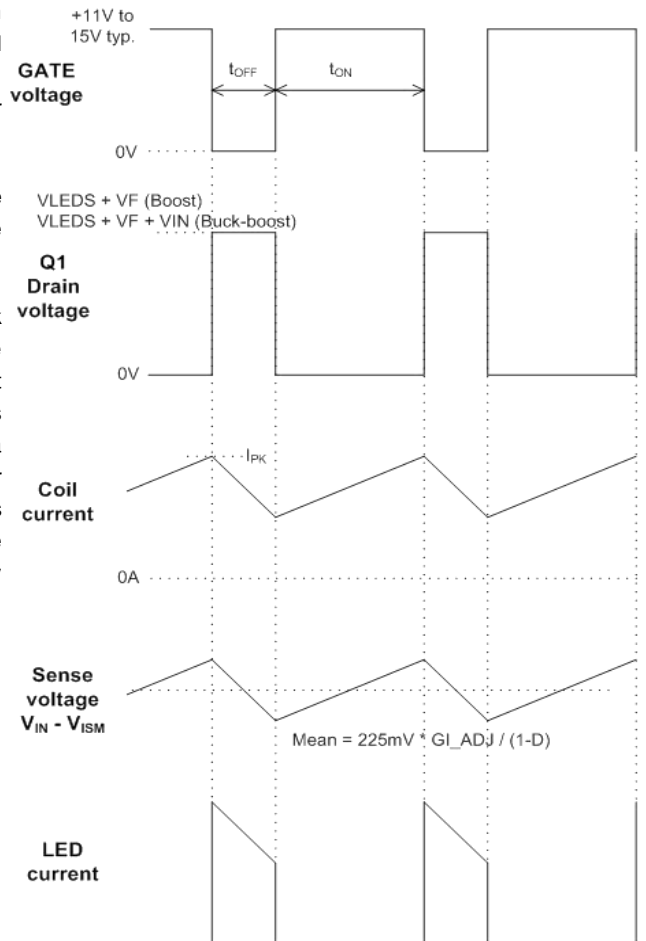 +11V to
15V typ.
GATE
voltage
tOFF
tON
0V
VLEDS + VF (Boost)
VLEDS + VF + VIN (Buck-boost)
Q1
Drain
voltage
0V
IPK
Coil
current
0A
Sense
voltage
VIN - VISM
Mean = 225mV * GI_ADJ / (1-D)
LED
current